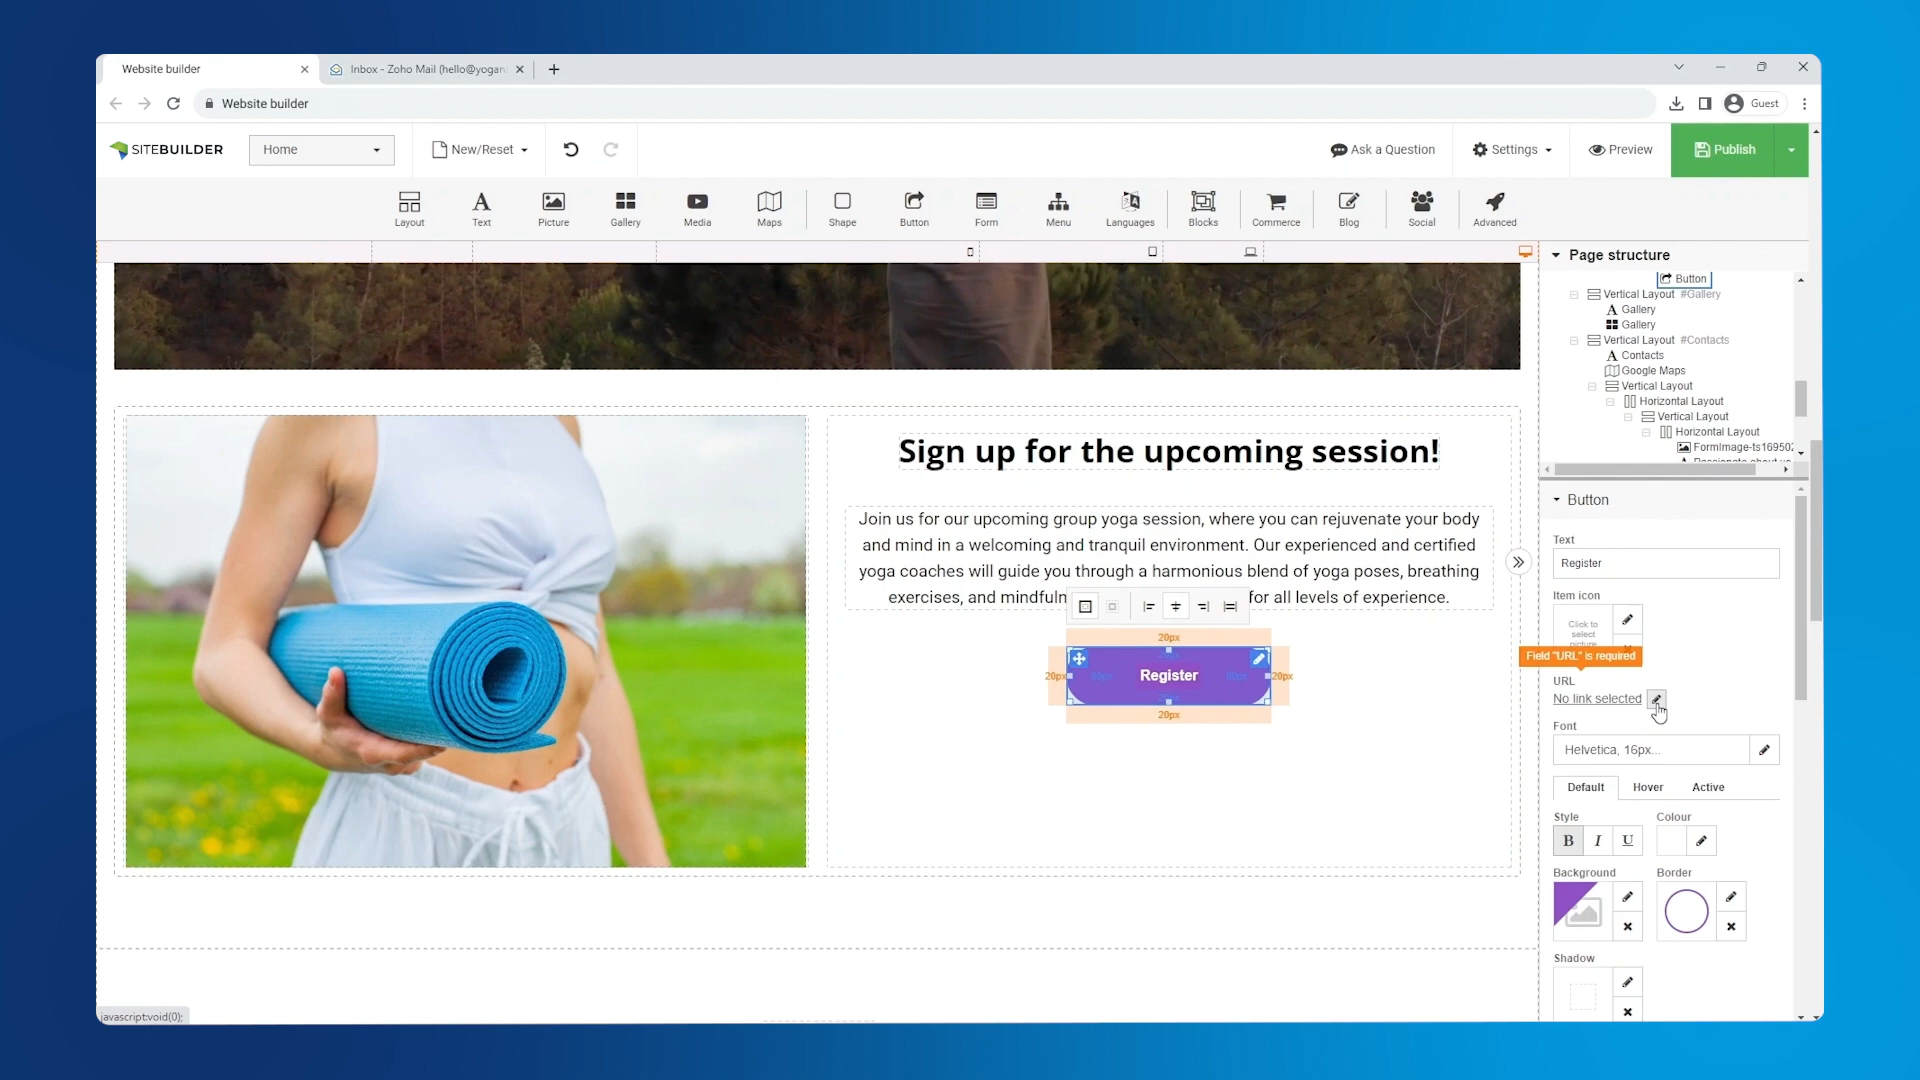 Website builder
Inbox - Zoho Mail (hello@yogan
Website builder
Guest
SITEBUILDER
Home
New/Reset
Ask a Question
Settings
Preview
Publish
Layout
Text
Picture
Gallery
Media
Maps
Shape
Button
Form
Menu
Languages
Blocks
Commerce
Blog
Social
Advanced
Page structure
Button
Vertical Layout #Gallery
Gallery
Gallery
Vertical Layout #Contacts
Contacts
Google Maps
Vertical Layout
Horizontal Layout
Vertical Layout
Horizontal Layout
FormImage-ts169502
Sign up for the upcoming session!
Join us for our upcoming group yoga session, where you can rejuvenate your body
and mind in a welcoming and tranquil environment. Our experienced and certified
yoga coaches will guide you through a harmonious blend of yoga poses, breathing
exercises, and mindfuln for all levels of experience.
20px
20px
Register
20px
20px
Button
Text
Register
Item icon
Click to
select
picture
Field "URL" is required
URL
No link selected
Font
Helvetica, 16px...
Default
Hover
Active
Style
Colour
B
I
U
Background
Border
Shadow
javascript:void(0);